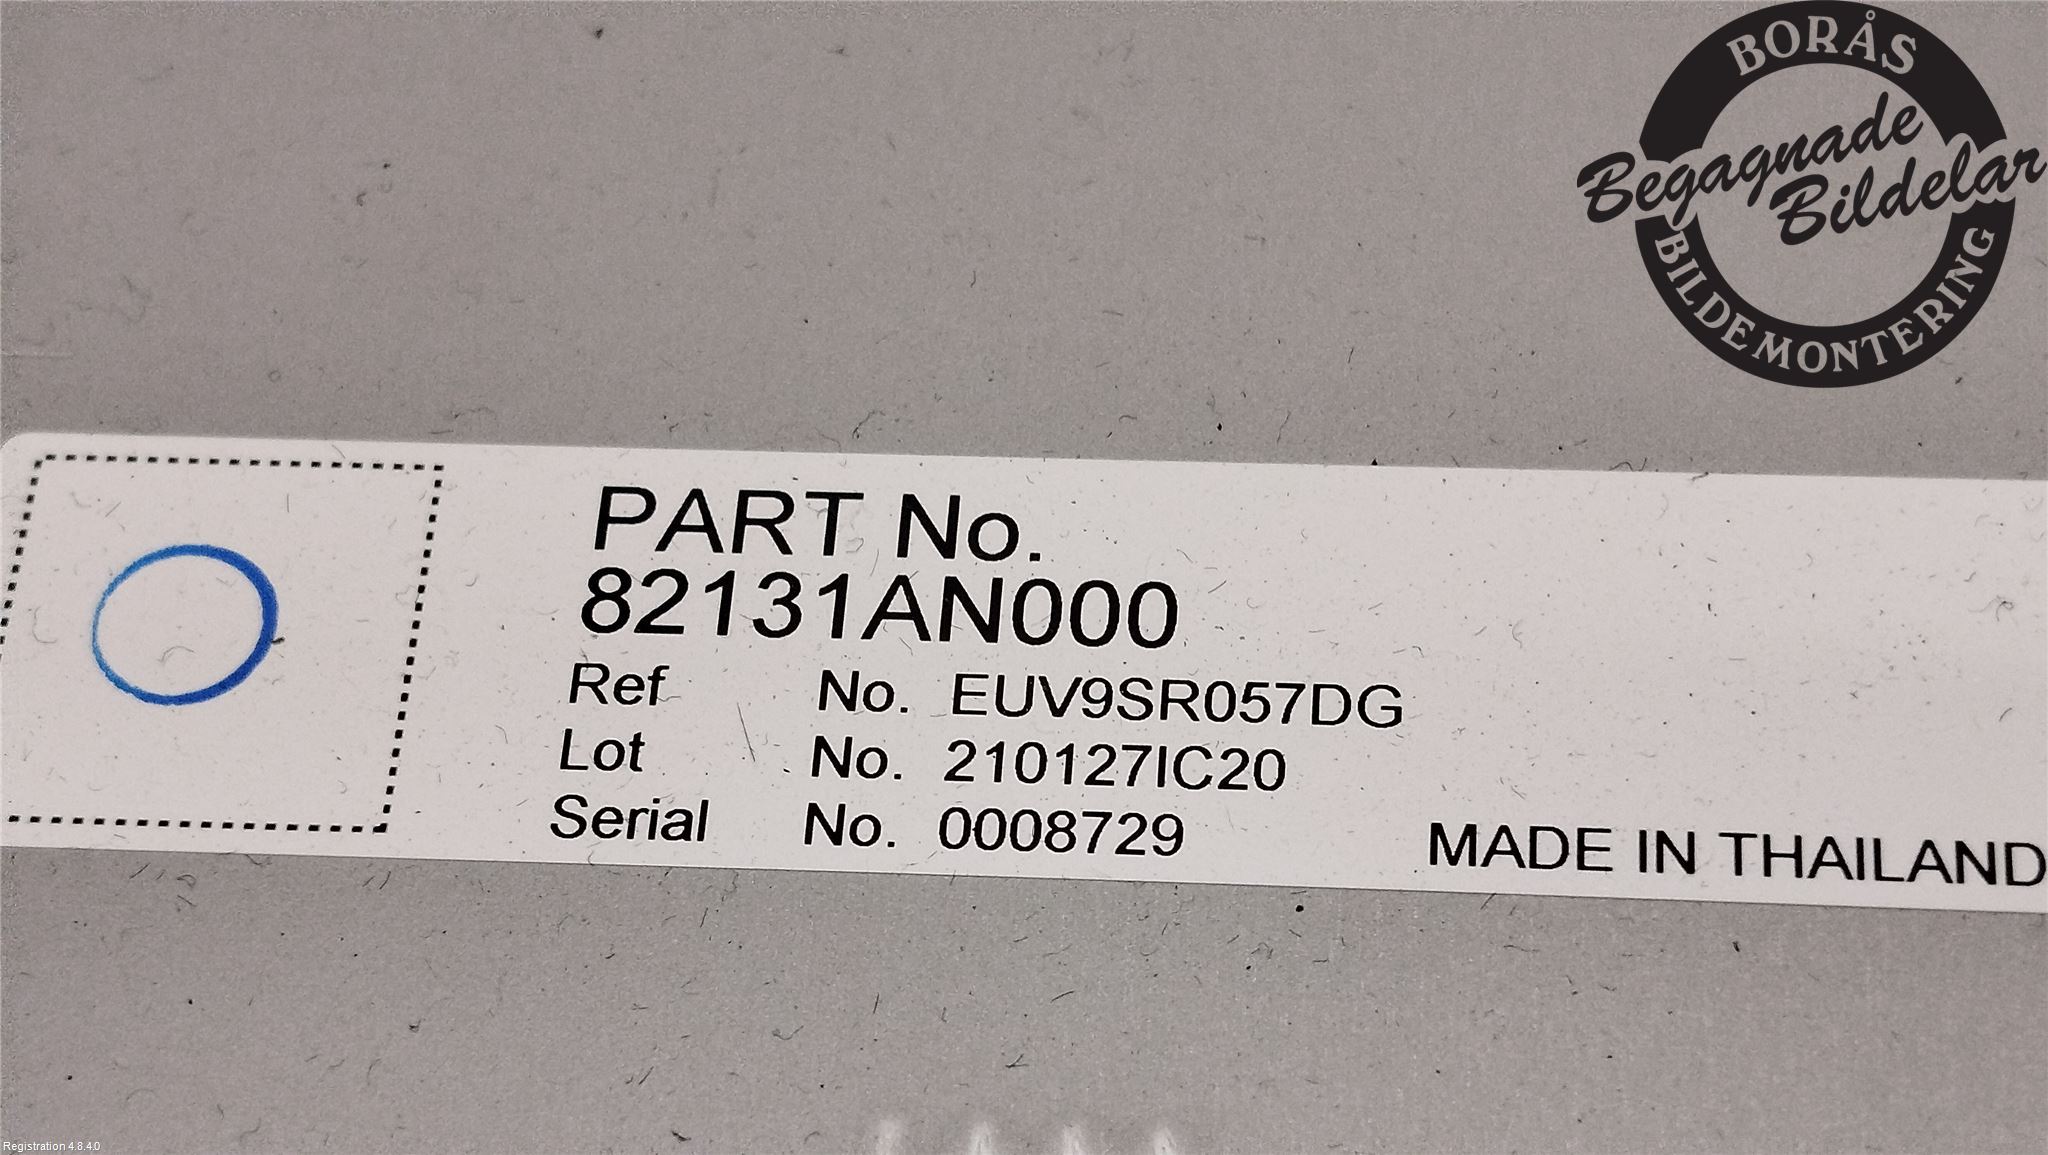 BORÅS
Begagnade
Bildelar
BILDEMONTERING
PART No.
82131AN000
Ref No. EUV9SR057DG
Lot No. 210127IC20
Serial No. 0008729
MADE IN THAILAND
Registration 4.8.4.0